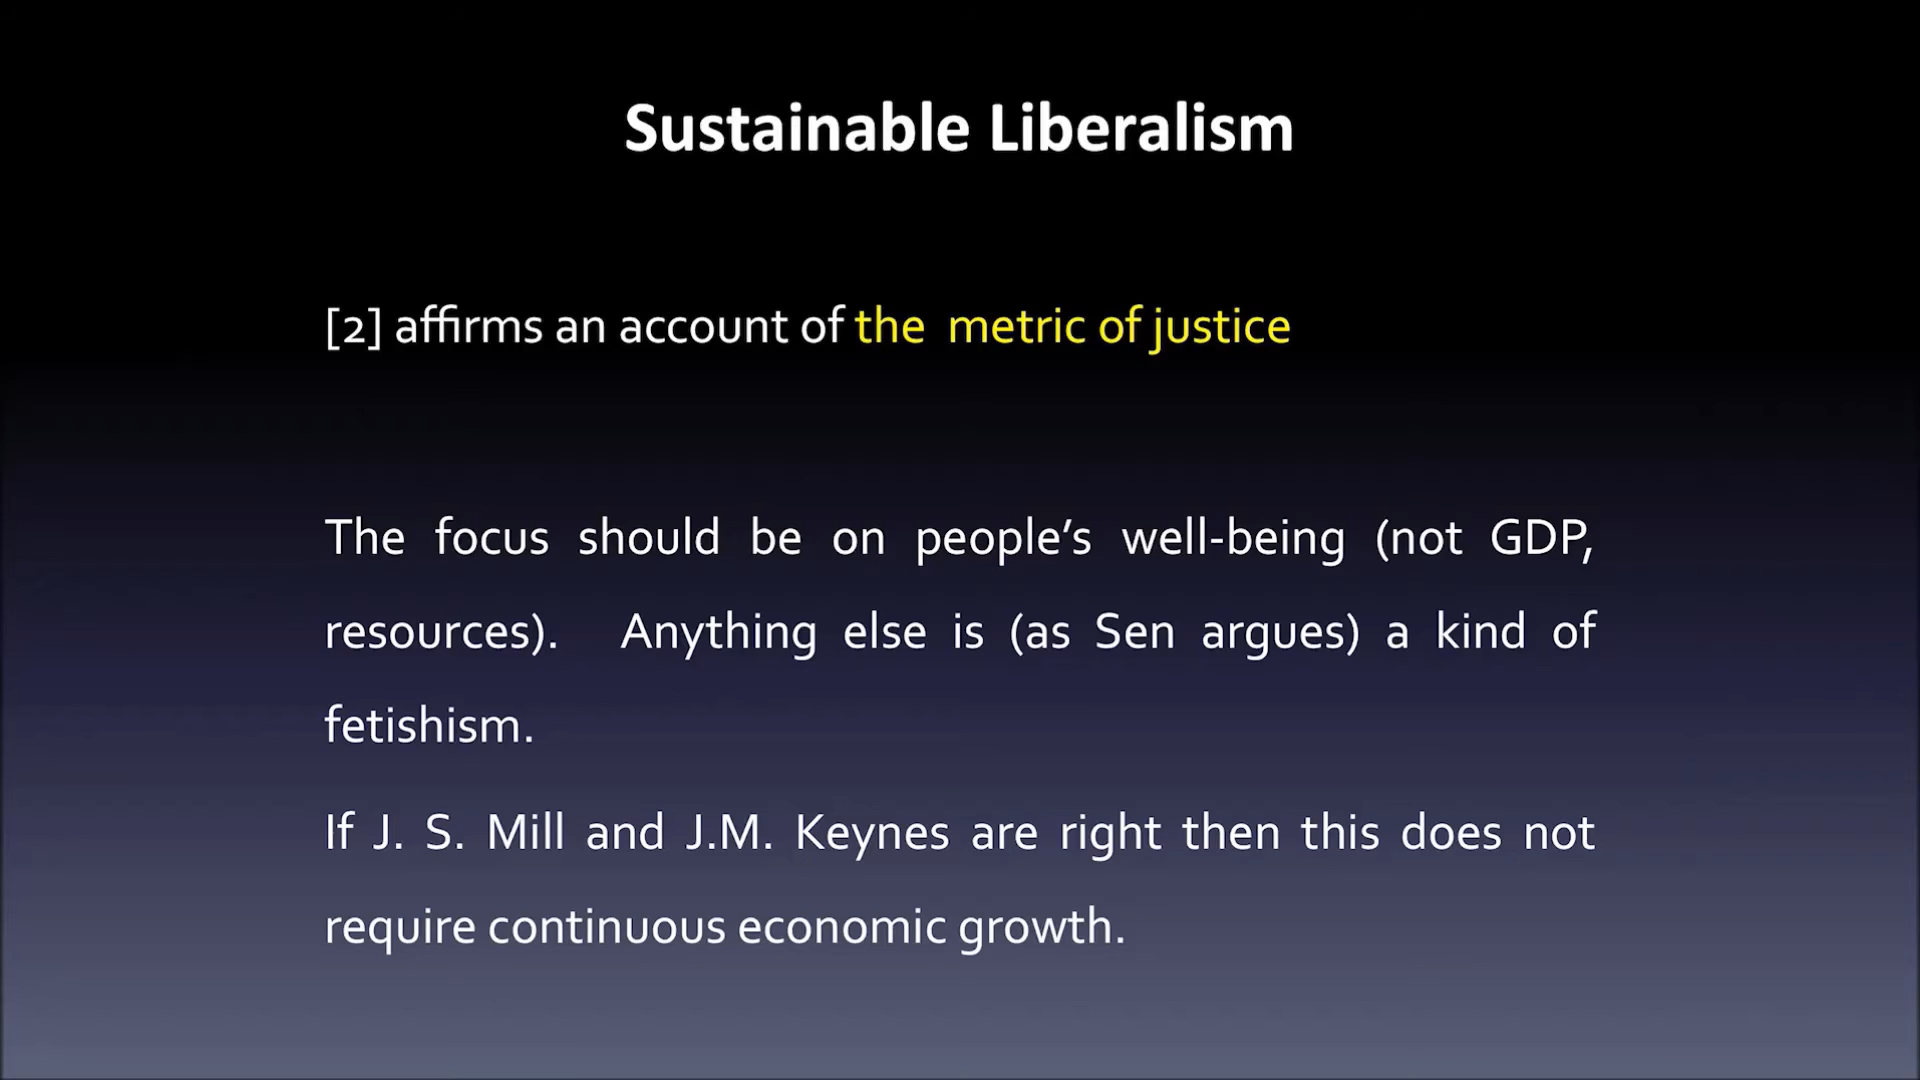 Sustainable Liberalism
[2] affirms an account of the metric of justice
The focus should be on people’s well-being (not GDP,
resources). Anything else is (as Sen argues) a kind of
fetishism.
If J. S. Mill and J.M. Keynes are right then this does not
require continuous economic growth.